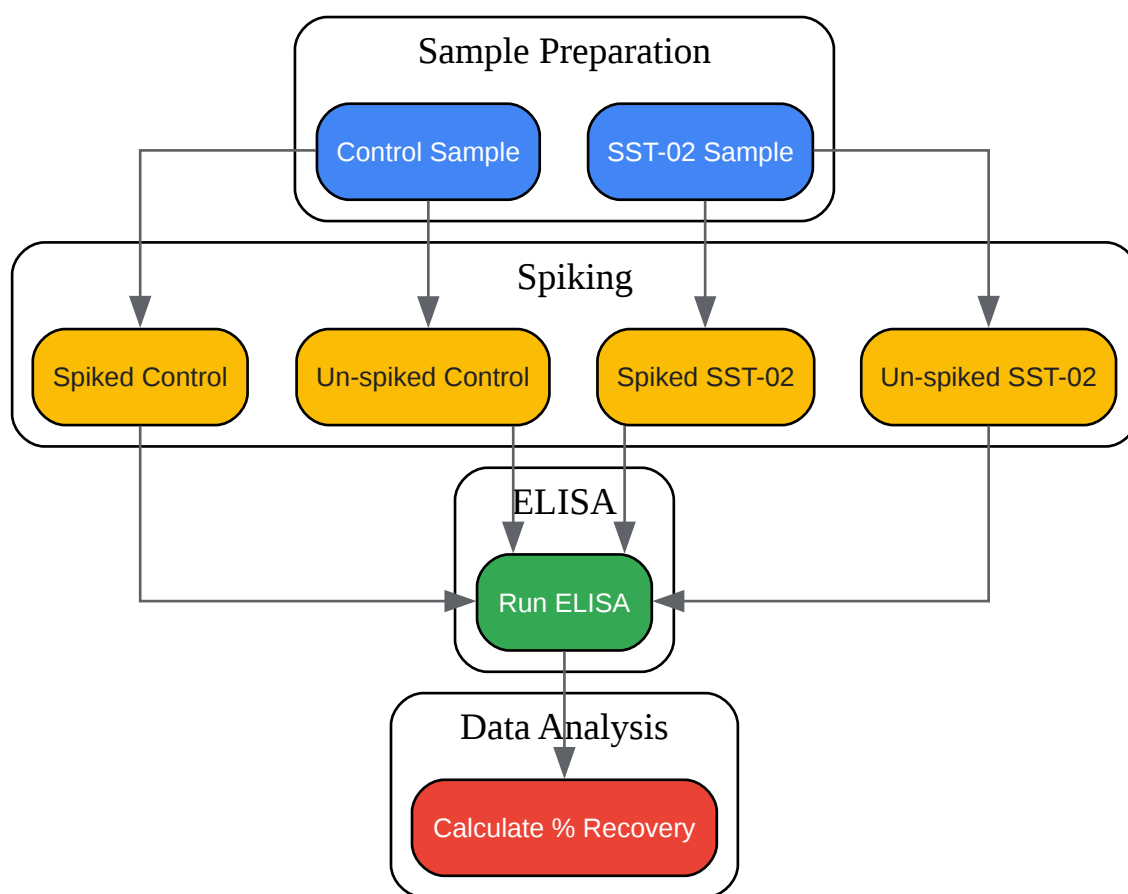 Sample Preparation
Control Sample
SST-02 Sample
Spiking
Spiked Control
Un-spiked Control
Spiked SST-02
Un-spiked SST-02
ELISA
Run ELISA
Data Analysis
Calculate % Recovery